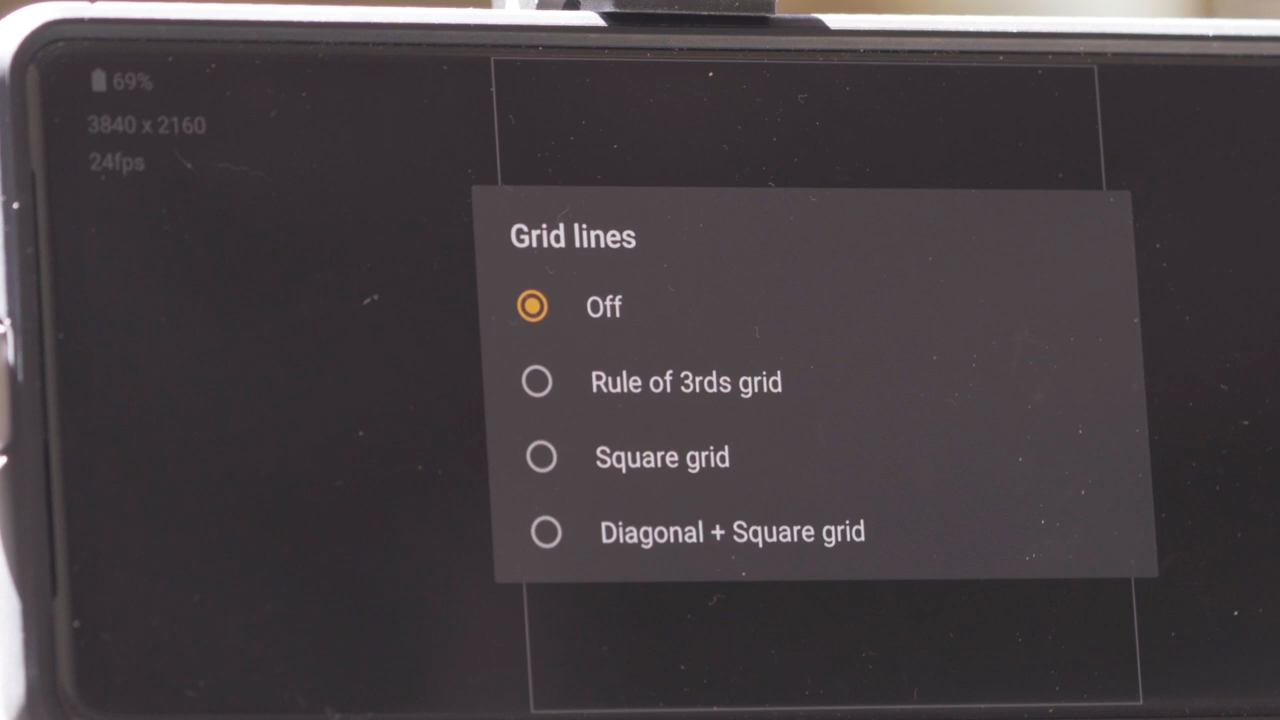 69%
3840 x 2160
24fps
Grid lines
Off
Rule of 3rds grid
Square grid
Diagonal + Square grid